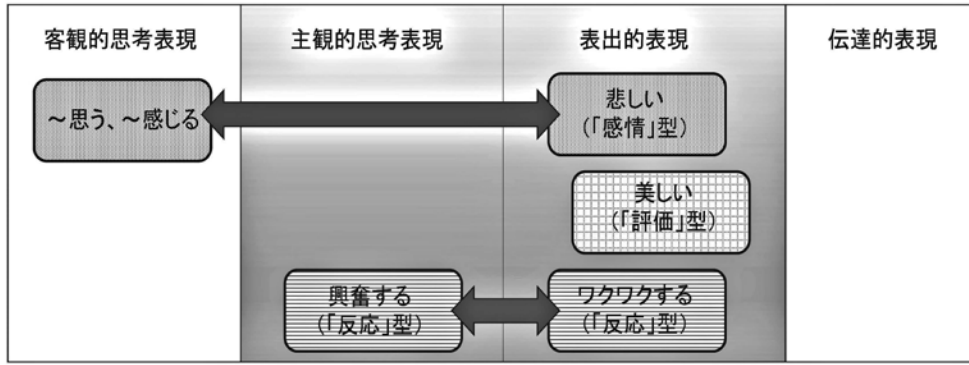 客観的思考表現
主観的思考表現
表出的表現
伝達的表現
~思う、~感じる
悲しい
(「感情」型)
美しい
(「評価」型)
興奮する
(「反応」型)
ワクワクする
(「反応」型)